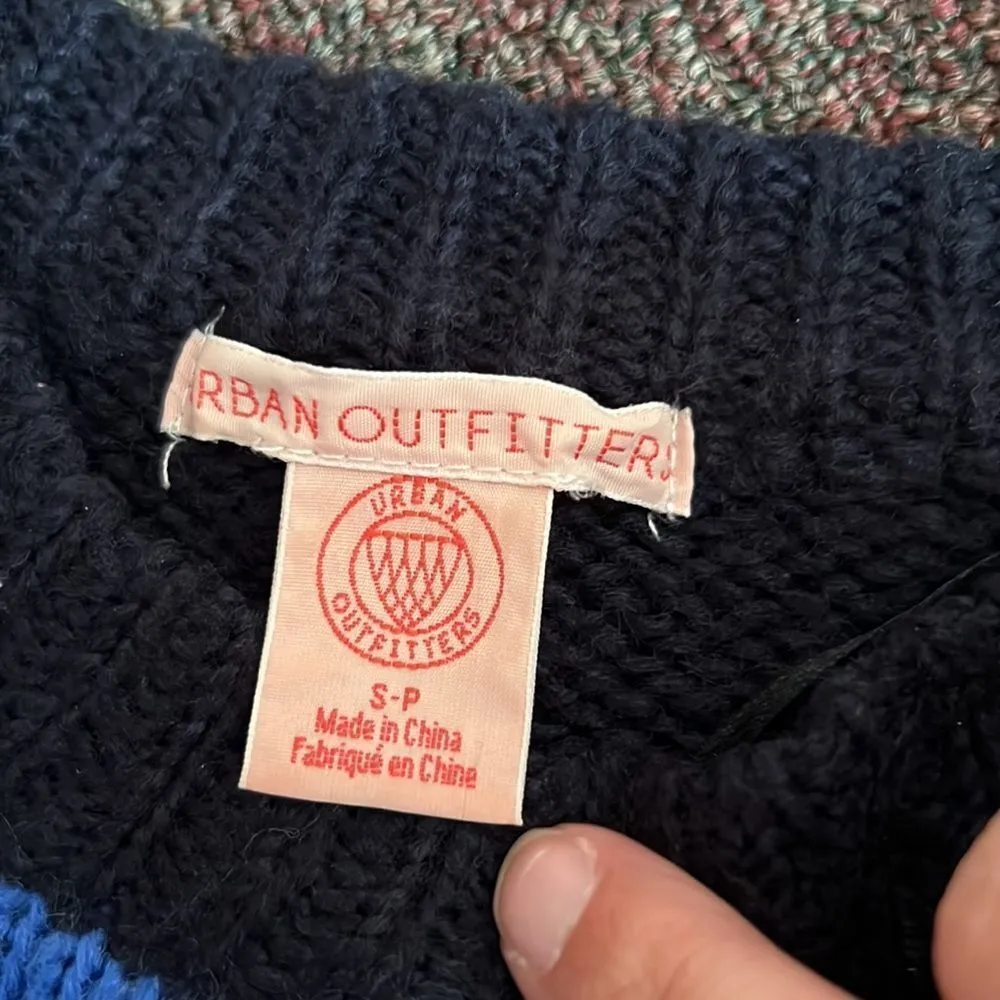 RBAN OUTFITTERS
URBAN
OUTFITTERS
S-P
Made in China
Fabriqué en Chine